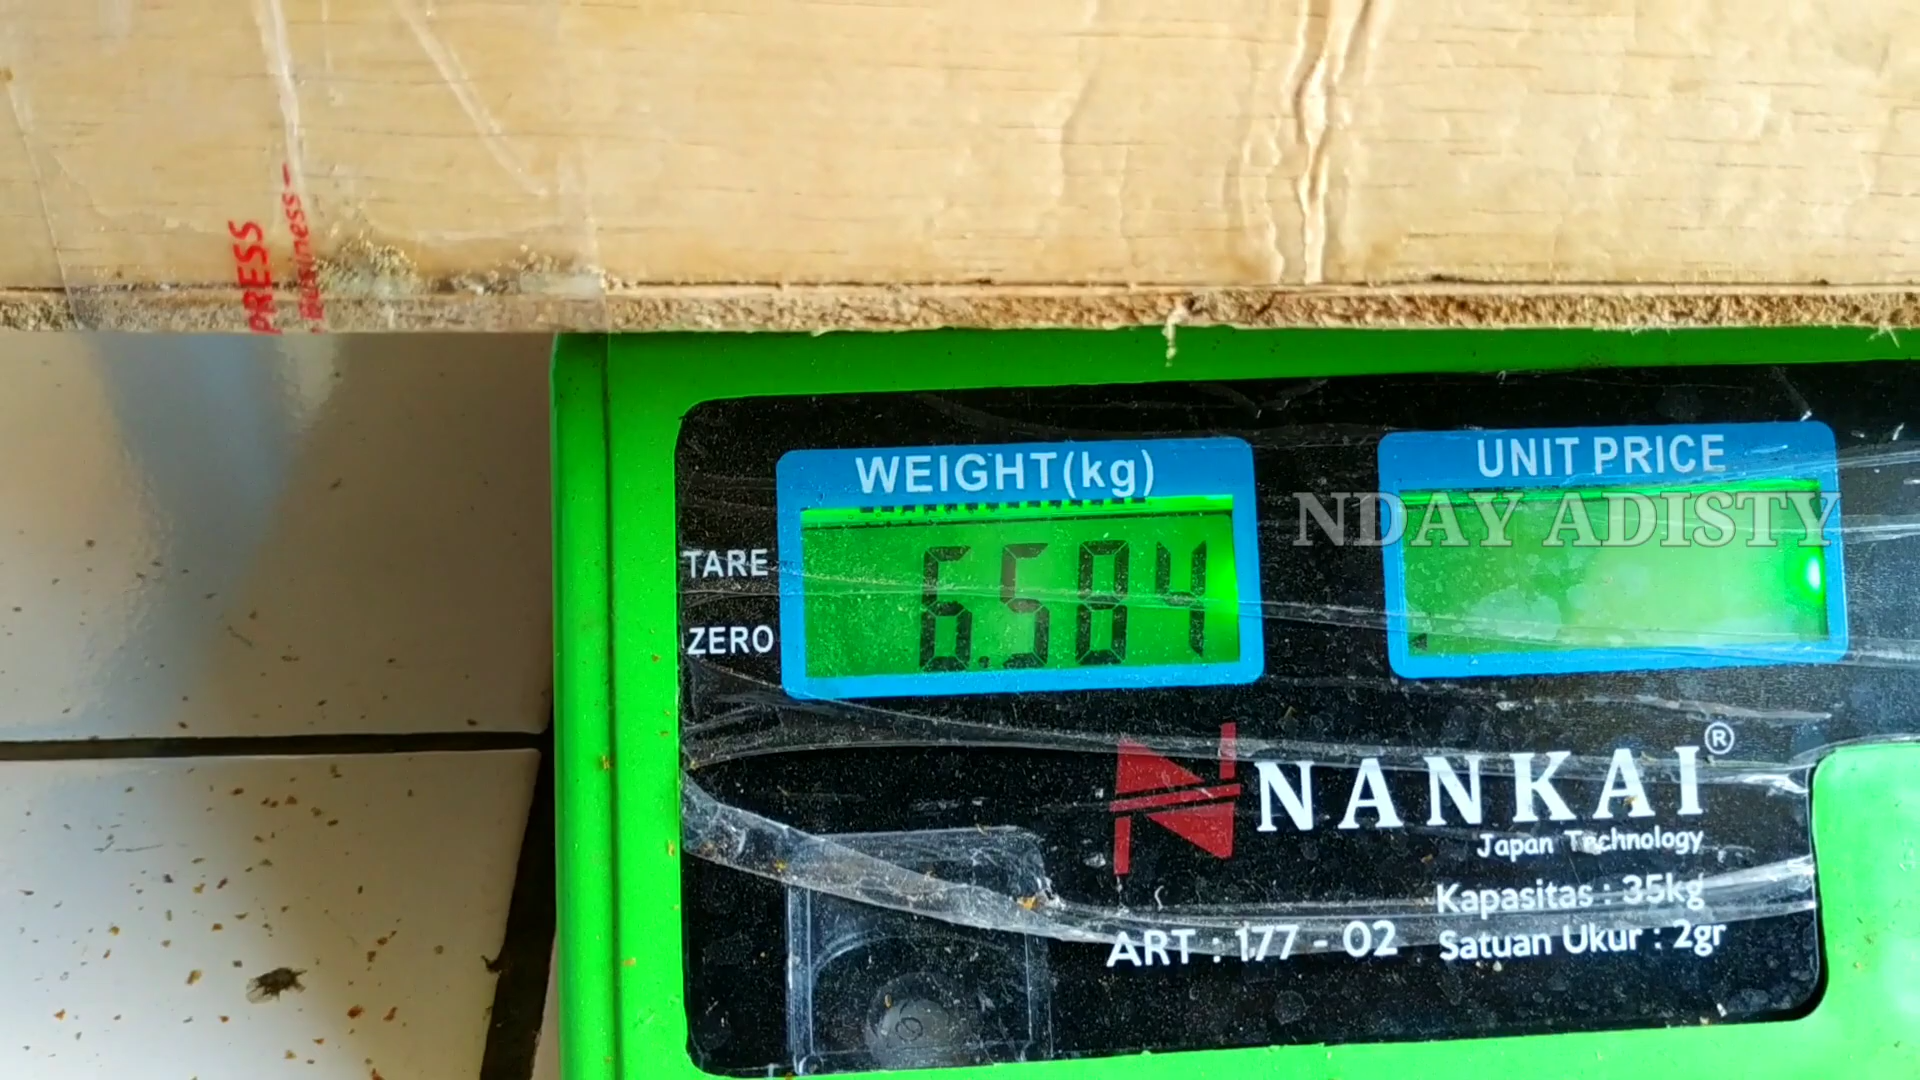 PRESS
Business-
WEIGHT(kg)
UNIT PRICE
NDAY ADISTY
TARE
6.584
ZERO
NANKAI®
Japan Technology
Kapasitas : 35kg
ART : 177 - 02
Satuan Ukur : 2gr